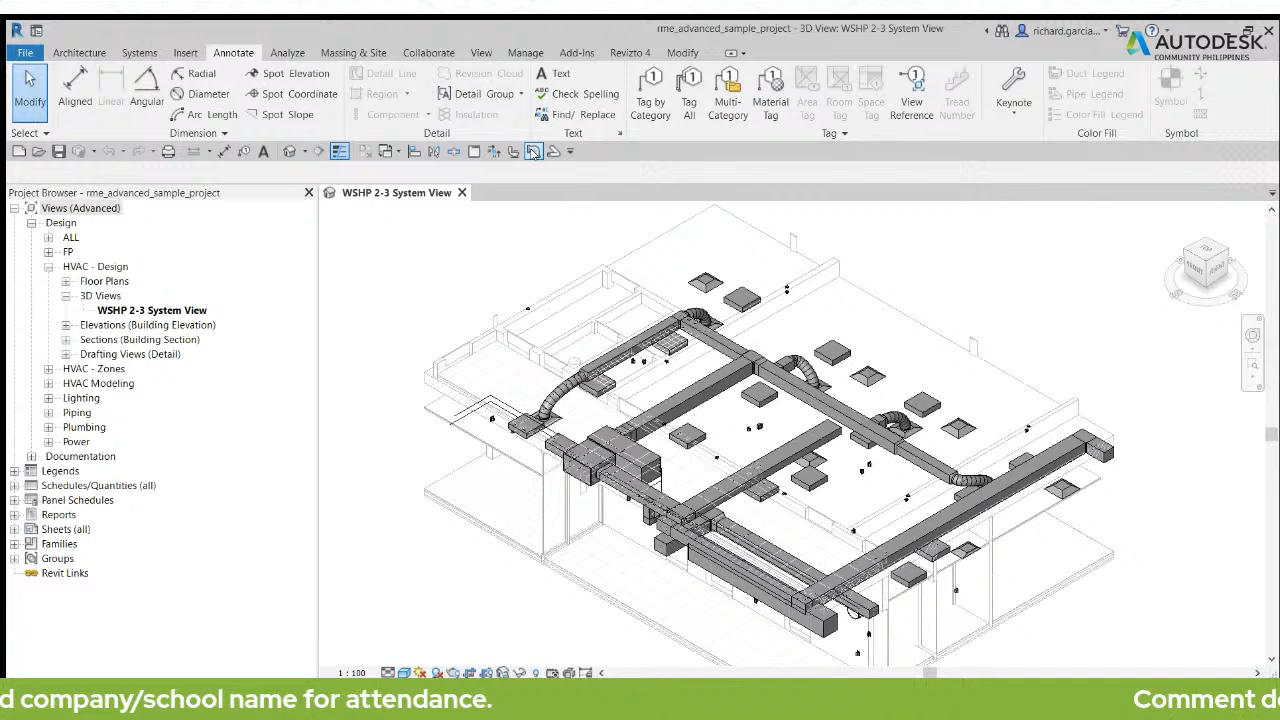 rme_advanced_sample_project - 3D View: WSHP 2-3 System View
richard.garcia...
AUTODESK
COMMUNITY PHILIPPINES
File Architecture Systems Insert Annotate Analyze Massing & Site Collaborate View Manage Add-Ins Revizto 4 Modify
Modify
Select
Aligned
Linear
Angular
Radial
Diameter
Arc Length
Spot Elevation
Spot Coordinate
Spot Slope
Dimension
Detail Line
Region
Component
Revision Cloud
Detail Group
Insulation
Detail
Text
Check Spelling
Find/ Replace
Text
Tag by Category
Tag All
Multi-Category
Material Tag
Area Tag
Room Tag
Space Tag
View Reference
Tread Number
Tag
Keynote
Duct Legend
Pipe Legend
Color Fill Legend
Color Fill
Symbol
Symbol
Project Browser - rme_advanced_sample_project
WSHP 2-3 System View
Views (Advanced)
Design
ALL
FP
HVAC - Design
Floor Plans
3D Views
WSHP 2-3 System View
Elevations (Building Elevation)
Sections (Building Section)
Drafting Views (Detail)
HVAC - Zones
HVAC Modeling
Lighting
Piping
Plumbing
Power
Documentation
Legends
Schedules/Quantities (all)
Panel Schedules
Reports
Sheets (all)
Families
Groups
Revit Links
TOP
FRONT
RIGHT
1 : 100
d company/school name for attendance.
Comment de